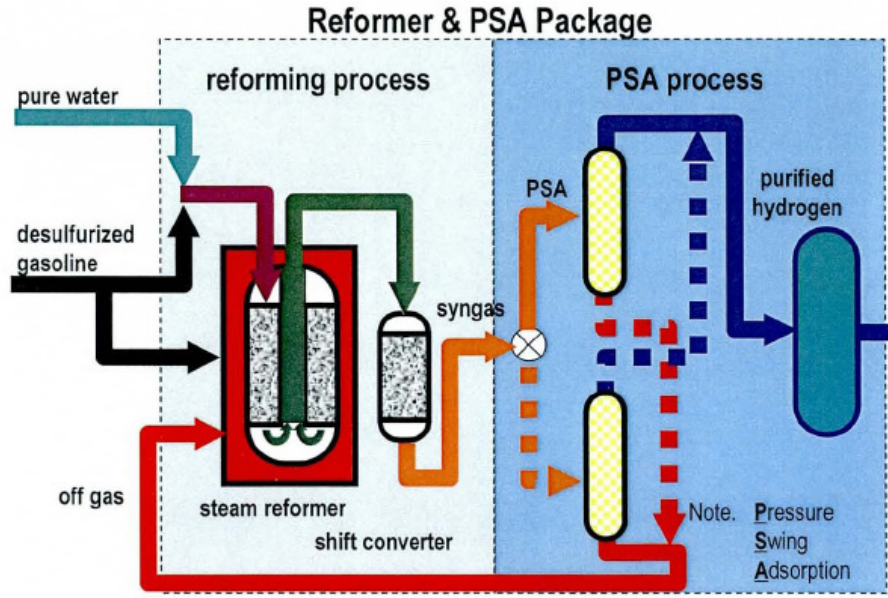 Reformer & PSA Package
reforming process
PSA process
pure water
PSA
purified
hydrogen
desulfurized
gasoline
syngas
off gas
steam reformer
shift converter
Note. Pressure
Swing
Adsorption